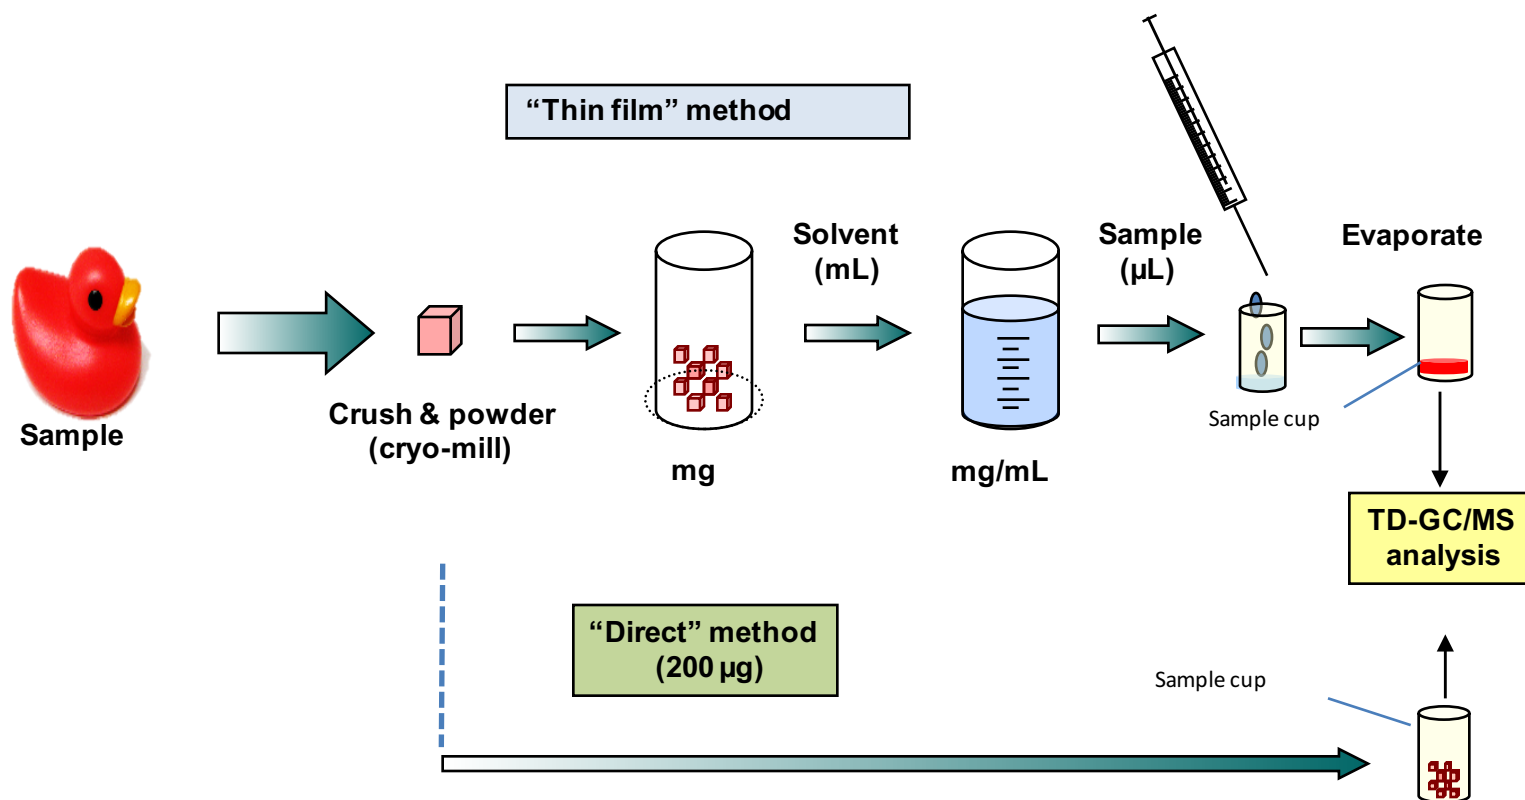 “Thin film” method
Solvent
(mL)
Sample
(µL)
Evaporate
Sample
Crush & powder
(cryo-mill)
mg
mg/mL
Sample cup
TD-GC/MS
analysis
“Direct” method
(200 µg)
Sample cup